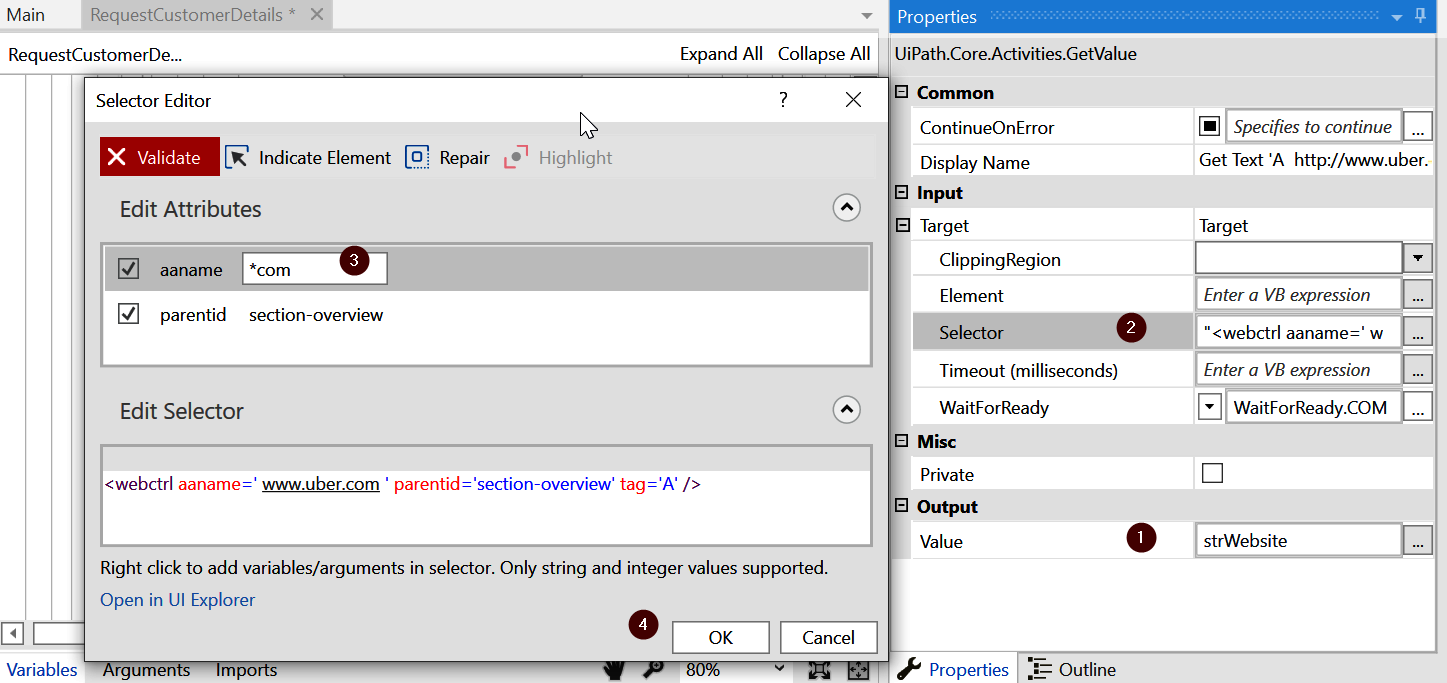 Main
RequestCustomerDetails *
RequestCustomerDe...
Expand All Collapse All
Selector Editor
?
Validate
Indicate Element
Repair
Highlight
Edit Attributes
aaname *com
3
parentid section-overview
Edit Selector
<webctrl aaname=' www.uber.com ' parentid='section-overview' tag='A' />
Right click to add variables/arguments in selector. Only string and integer values supported.
Open in UI Explorer
4
OK
Cancel
Variables Arguments Imports
80%
Properties
UiPath.Core.Activities.GetValue
Common
ContinueOnError Specifies to continue ...
Display Name Get Text 'A  http://www.uber.
Input
Target Target
ClippingRegion
Element Enter a VB expression ...
Selector 2 "<webctrl aaname=' w ...
Timeout (milliseconds) Enter a VB expression ...
WaitForReady WaitForReady.COM ...
Misc
Private
Output
Value 1 strWebsite ...
Properties Outline